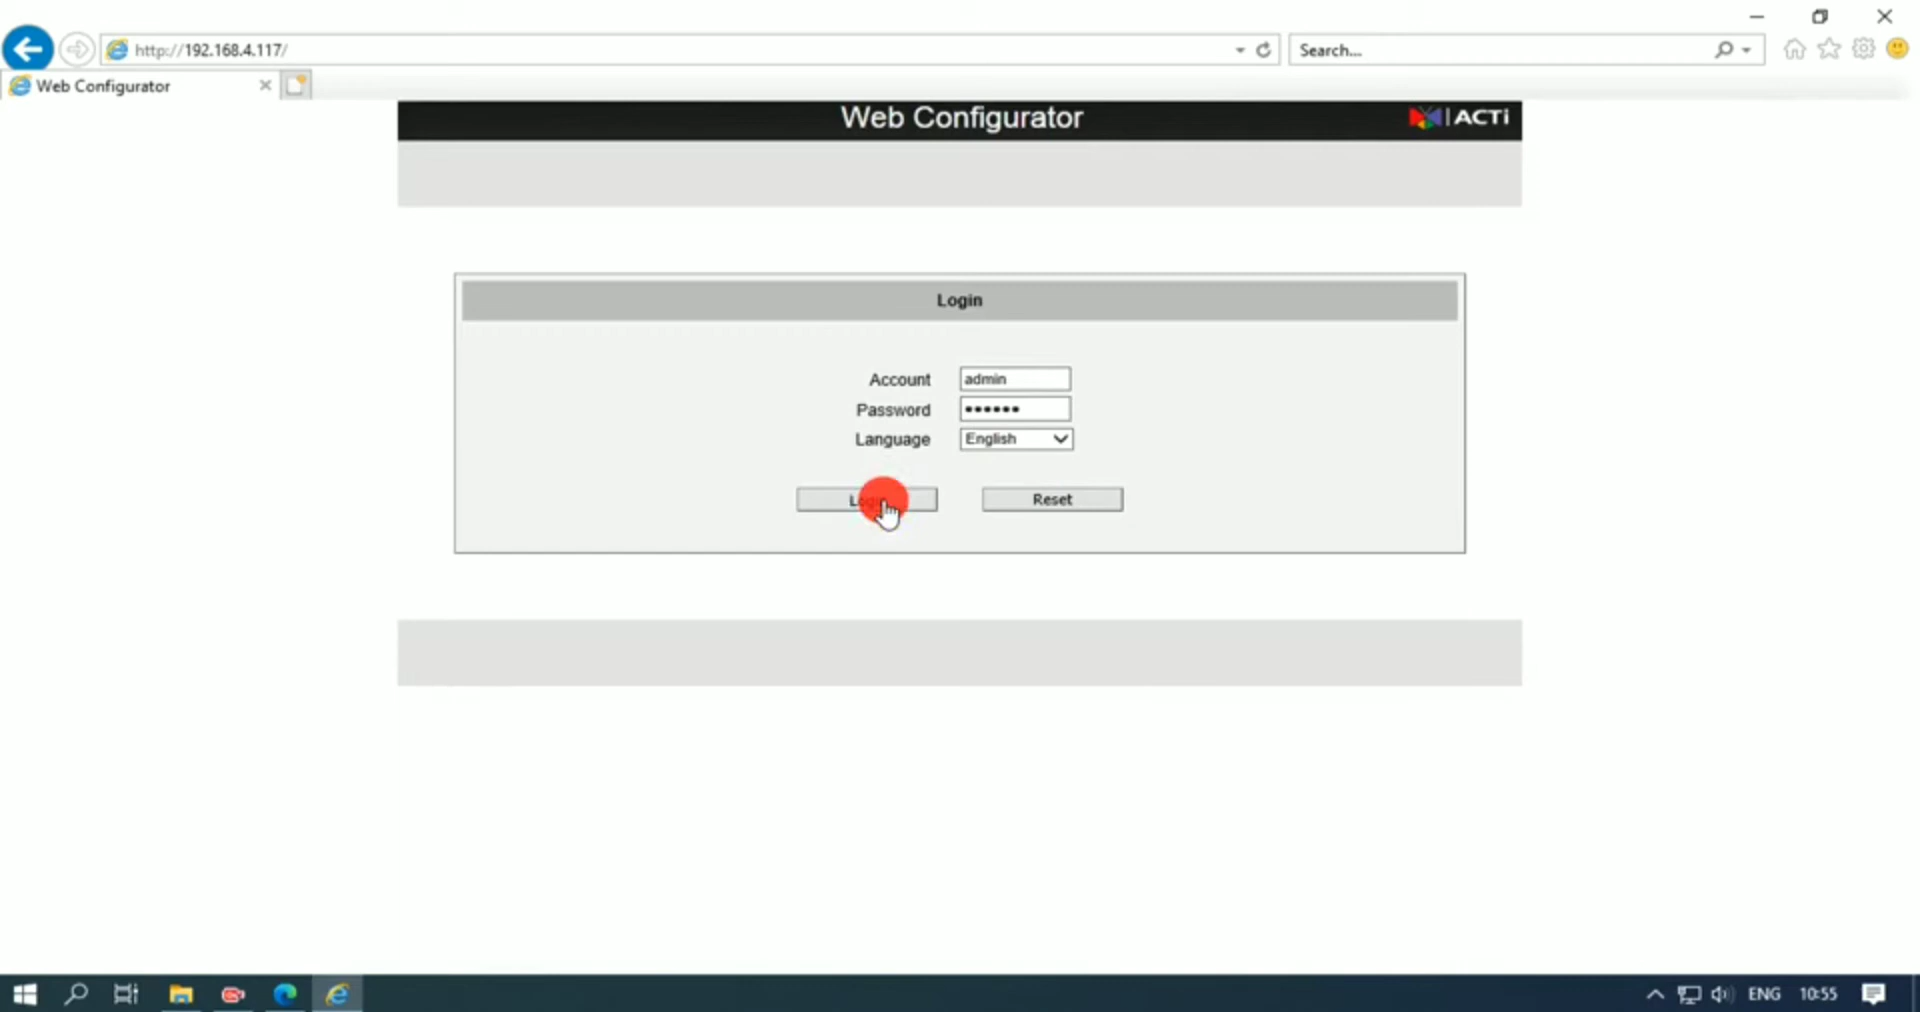 http://192.168.4.117/
Search...
Web Configurator
Web Configurator
ACTi
Login
Account
admin
Password
••••••
Language
English
Reset
ENG
10:55